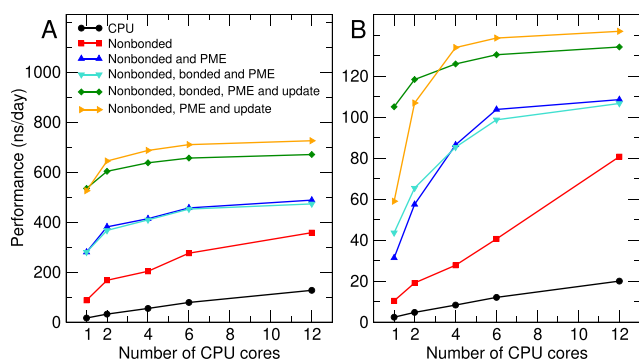 A
B
CPU
Nonbonded
Nonbonded and PME
Nonbonded, bonded and PME
Nonbonded, bonded, PME and update
Nonbonded, PME and update
Performance (ns/day)
1000
800
600
400
200
0
140
120
100
80
60
40
20
0
1 2 4 6 8 10 12
1 2 4 6 8 10 12
Number of CPU cores
Number of CPU cores